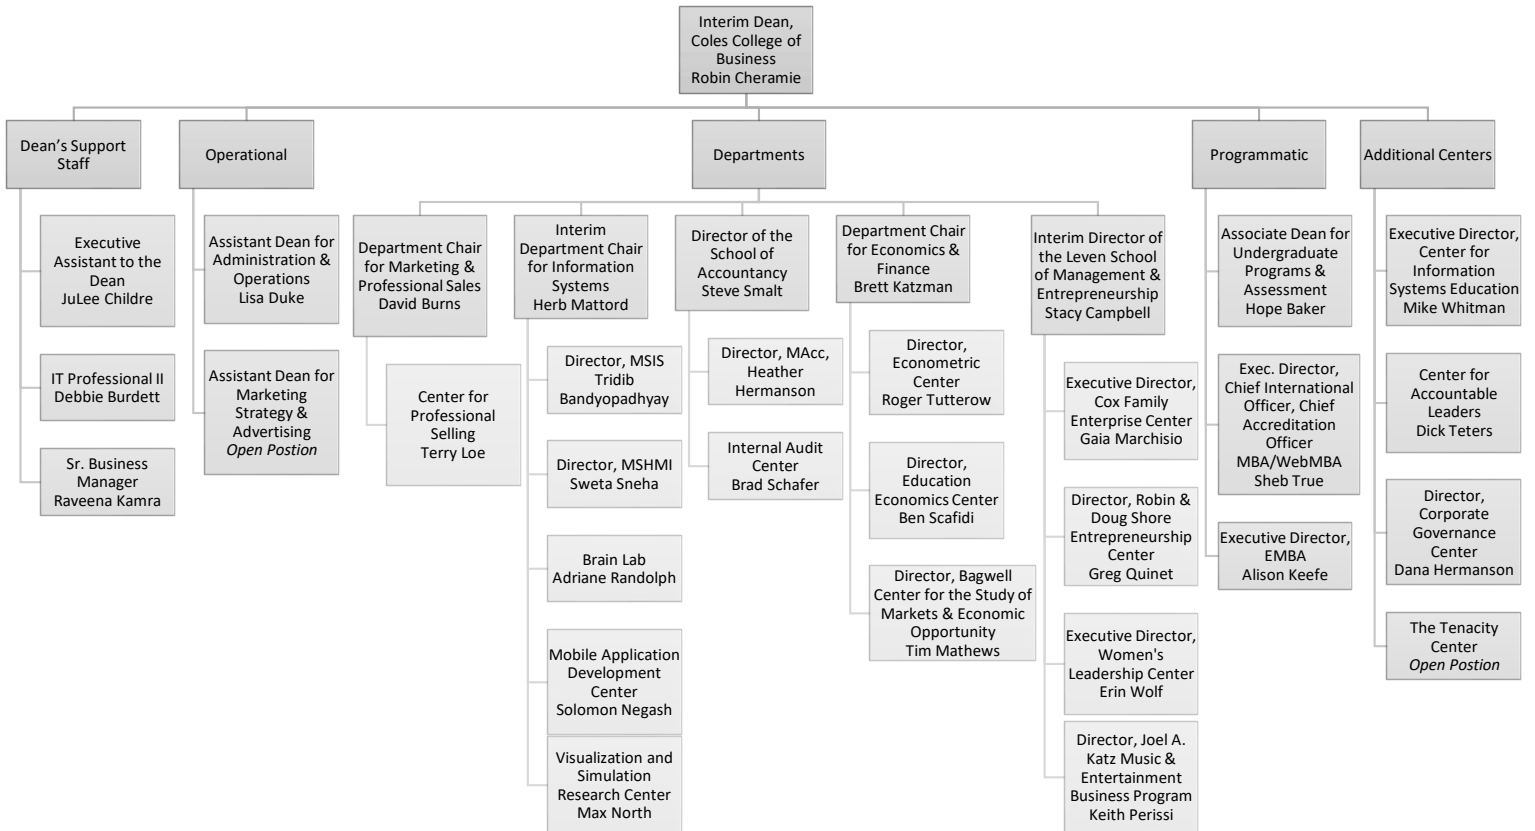 Interim Dean,
Coles College of
Business
Robin Cheramie
Dean’s Support
Staff
Operational
Departments
Programmatic
Additional Centers
Executive
Assistant to the
Dean
JuLee Childre
IT Professional II
Debbie Burdett
Sr. Business
Manager
Raveena Kamra
Assistant Dean for
Administration &
Operations
Lisa Duke
Assistant Dean for
Marketing
Strategy &
Advertising
Open Postion
Department Chair
for Marketing &
Professional Sales
David Burns
Center for
Professional
Selling
Terry Loe
Interim
Department Chair
for Information
Systems
Herb Mattord
Director, MSIS
Tridib
Bandyopadhyay
Director, MSHMI
Sweta Sneha
Brain Lab
Adriane Randolph
Mobile Application
Development
Center
Solomon Negash
Visualization and
Simulation
Research Center
Max North
Director of the
School of
Accountancy
Steve Smalt
Director, MAcc,
Heather
Hermanson
Internal Audit
Center
Brad Schafer
Department Chair
for Economics &
Finance
Brett Katzman
Director,
Econometric
Center
Roger Tutterow
Director,
Education
Economics Center
Ben Scafidi
Director, Bagwell
Center for the Study of
Markets & Economic
Opportunity
Tim Mathews
Interim Director of
the Leven School
of Management &
Entrepreneurship
Stacy Campbell
Executive Director,
Cox Family
Enterprise Center
Gaia Marchisio
Director, Robin &
Doug Shore
Entrepreneurship
Center
Greg Quinet
Executive Director,
Women's
Leadership Center
Erin Wolf
Director, Joel A.
Katz Music &
Entertainment
Business Program
Keith Perissi
Associate Dean for
Undergraduate
Programs &
Assessment
Hope Baker
Exec. Director,
Chief International
Officer, Chief
Accreditation
Officer
MBA/WebMBA
Sheb True
Executive Director,
EMBA
Alison Keefe
Executive Director,
Center for
Information
Systems Education
Mike Whitman
Center for
Accountable
Leaders
Dick Teters
Director,
Corporate
Governance
Center
Dana Hermanson
The Tenacity
Center
Open Postion